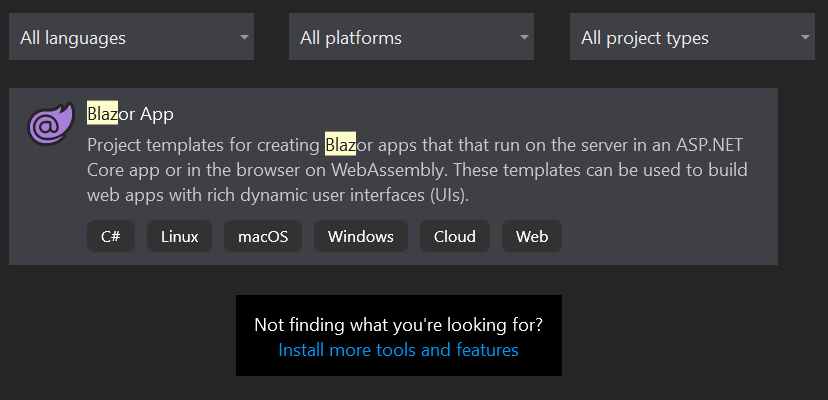 All languages
All platforms
All project types
Blazor App
Project templates for creating Blazor apps that that run on the server in an ASP.NET
Core app or in the browser on WebAssembly. These templates can be used to build
web apps with rich dynamic user interfaces (UIs).
C#
Linux
macOS
Windows
Cloud
Web
Not finding what you're looking for?
Install more tools and features